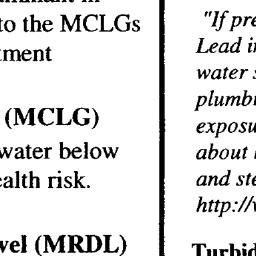 to the MCLGs
tment
(MCLG)
water below
ealth risk.
vel (MRDL)
"If pre
Lead in
water s
plumbi
exposu
about l
and ste
http://
Turbid